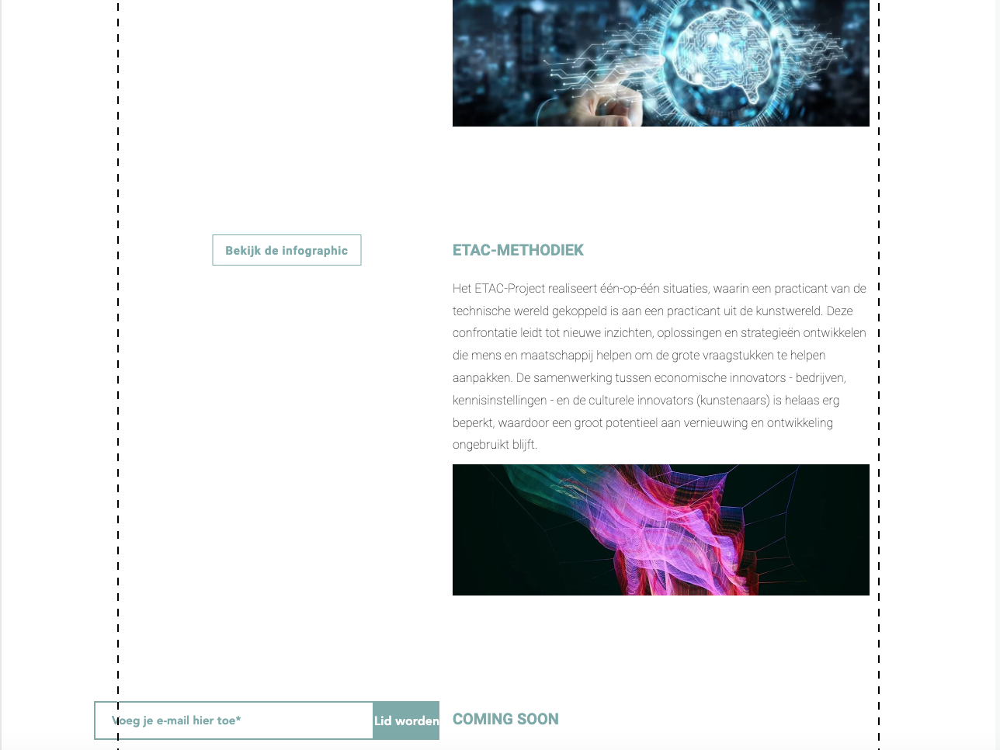 Bekijk de infographic
ETAC-METHODIEK
Het ETAC-Project realiseert één-op-één situaties, waarin een practicant van de
technische wereld gekoppeld is aan een practicant uit de kunstwereld. Deze
confrontatie leidt tot nieuwe inzichten, oplossingen en strategieën ontwikkelen
die mens en maatschappij helpen om de grote vraagstukken te helpen
aanpakken. De samenwerking tussen economische innovators - bedrijven,
kennisinstellingen - en de culturele innovators (kunstenaars) is helaas erg
beperkt, waardoor een groot potentieel aan vernieuwing en ontwikkeling
ongebruikt blijft.
Voeg je e-mail hier toe*
Lid worden
COMING SOON